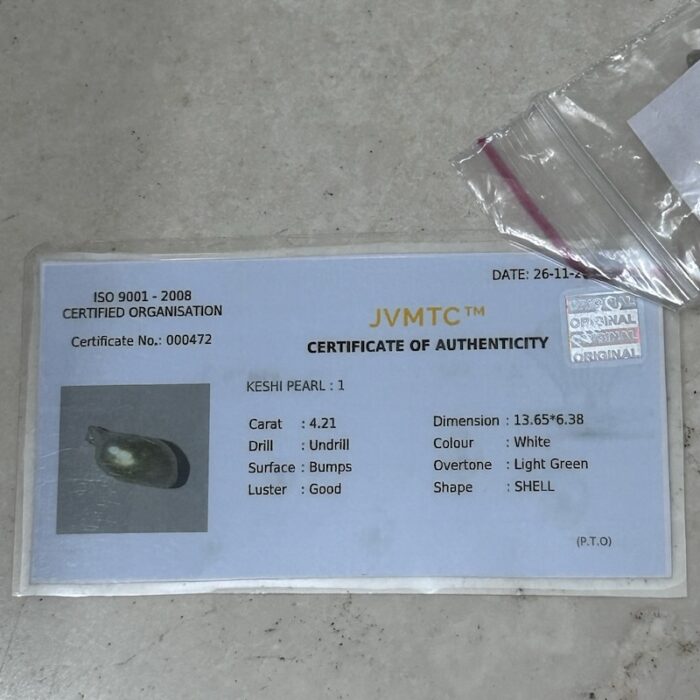 DATE: 26-11-2
ISO 9001 - 2008
CERTIFIED ORGANISATION
Certificate No.: 000472
JVMTC™
CERTIFICATE OF AUTHENTICITY
ORIGINAL
ORIGINAL
ORIGINAL
ORIGINAL
KESHI PEARL : 1
Carat : 4.21
Drill : Undrill
Surface : Bumps
Luster : Good
Dimension : 13.65*6.38
Colour : White
Overtone : Light Green
Shape : SHELL
(P.T.O)